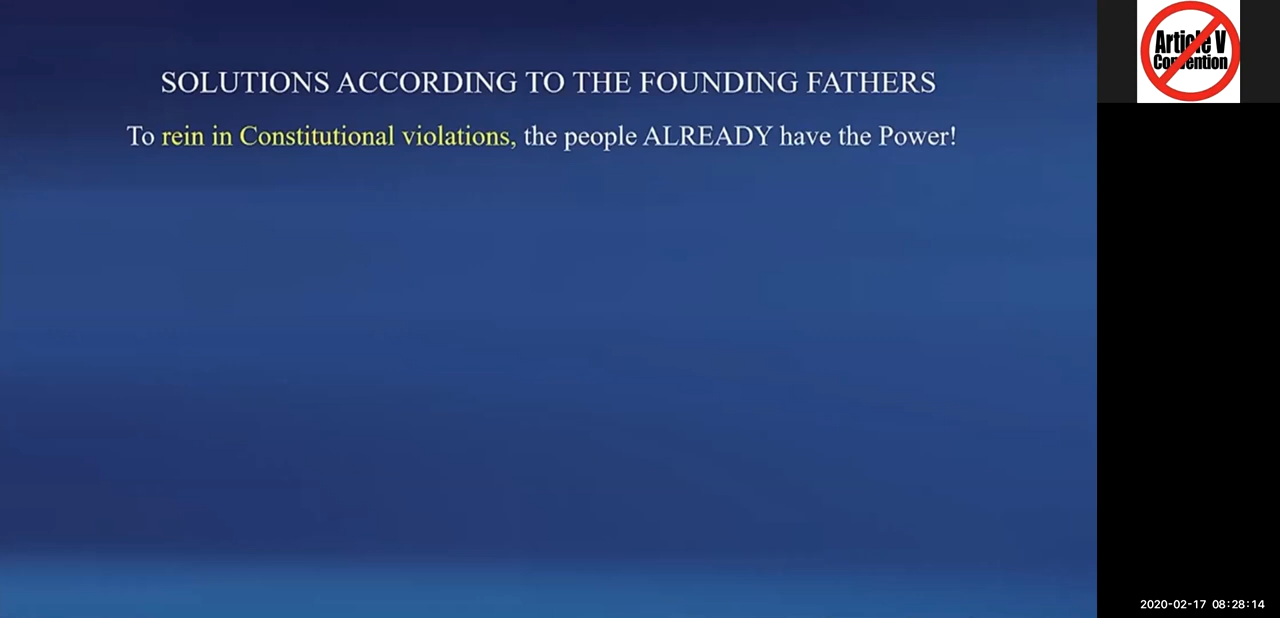 SOLUTIONS ACCORDING TO THE FOUNDING FATHERS
To rein in Constitutional violations, the people ALREADY have the Power!
Article V
Convention
2020-02-17 08:28:14